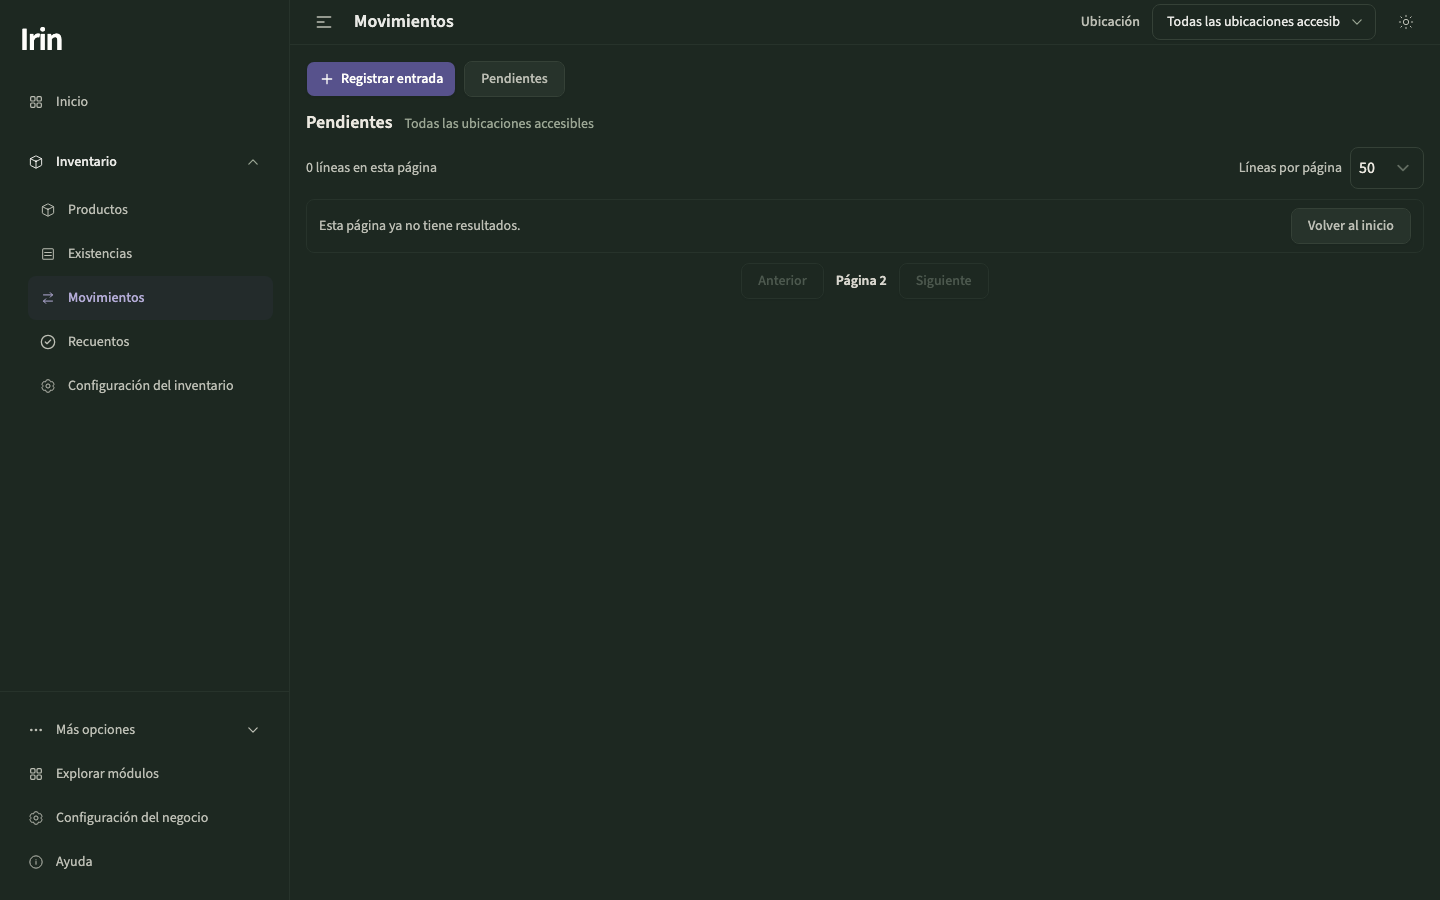 Irin
Inicio
Inventario
Productos
Existencias
Movimientos
Recuentos
Configuración del inventario
Más opciones
Explorar módulos
Configuración del negocio
Ayuda
Movimientos
Ubicación
Todas las ubicaciones accesib
Registrar entrada
Pendientes
Pendientes Todas las ubicaciones accesibles
0 líneas en esta página
Líneas por página 50
Esta página ya no tiene resultados.
Volver al inicio
Anterior
Página 2
Siguiente